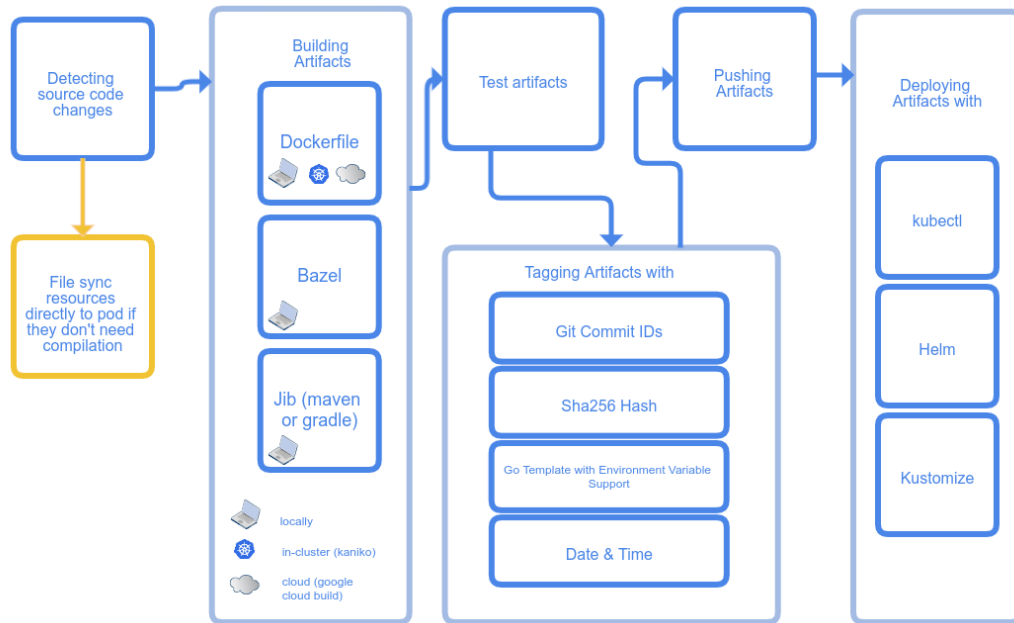 Detecting
source code
changes
File sync
resources
directly to pod if
they don't need
compilation
Building
Artifacts
Dockerfile
Bazel
Jib (maven
or gradle)
locally
in-cluster (kaniko)
cloud (google
cloud build)
Test artifacts
Tagging Artifacts with
Git Commit IDs
Sha256 Hash
Go Template with Environment Variable
Support
Date & Time
Pushing
Artifacts
Deploying
Artifacts with
kubectl
Helm
Kustomize